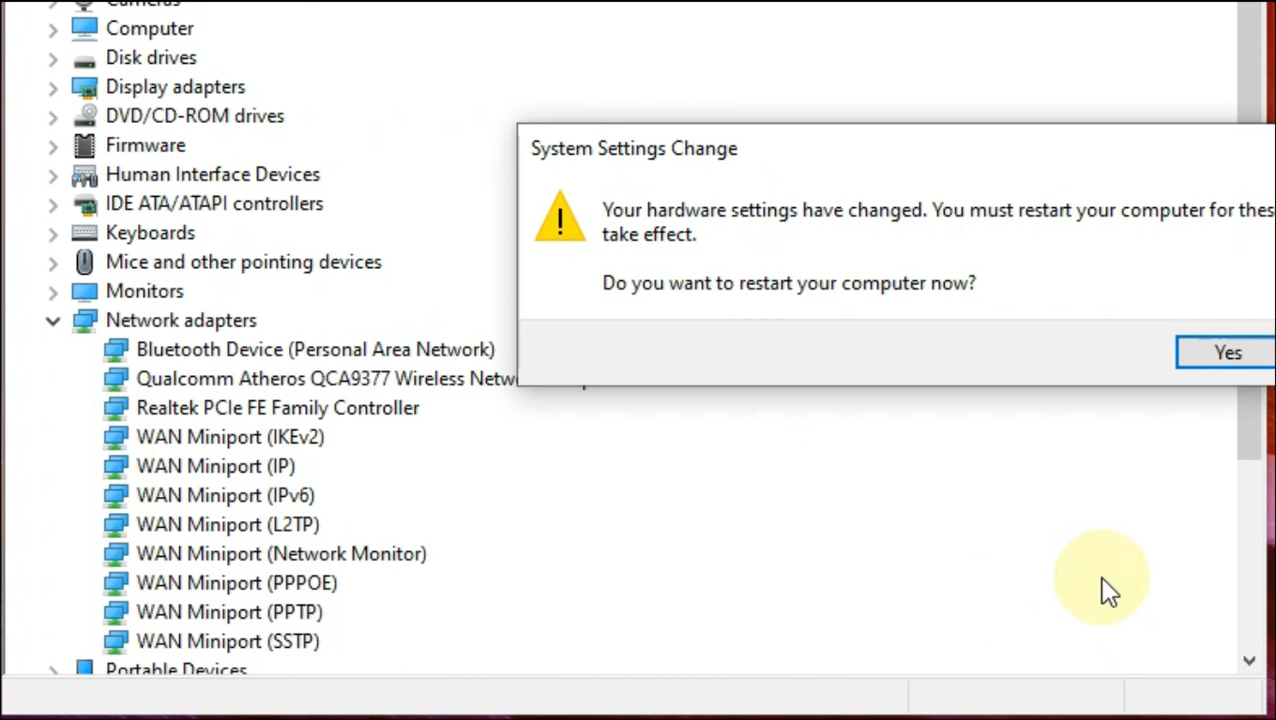 Cameras
Computer
Disk drives
Display adapters
DVD/CD-ROM drives
Firmware
Human Interface Devices
IDE ATA/ATAPI controllers
Keyboards
Mice and other pointing devices
Monitors
Network adapters
Bluetooth Device (Personal Area Network)
Qualcomm Atheros QCA9377 Wireless
Realtek PCIe FE Family Controller
WAN Miniport (IKEv2)
WAN Miniport (IP)
WAN Miniport (IPv6)
WAN Miniport (L2TP)
WAN Miniport (Network Monitor)
WAN Miniport (PPPOE)
WAN Miniport (PPTP)
WAN Miniport (SSTP)
Portable Devices
System Settings Change
Your hardware settings have changed. You must restart your computer for
take effect.
Do you want to restart your computer now?
Yes